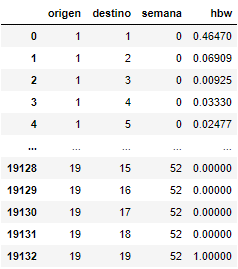 origen destino semana hbw
0 1 1 0 0.46470
1 1 2 0 0.06909
2 1 3 0 0.00925
3 1 4 0 0.03330
4 1 5 0 0.02477
... ... ... ... ...
19128 19 15 52 0.00000
19129 19 16 52 0.00000
19130 19 17 52 0.00000
19131 19 18 52 0.00000
19132 19 19 52 1.00000